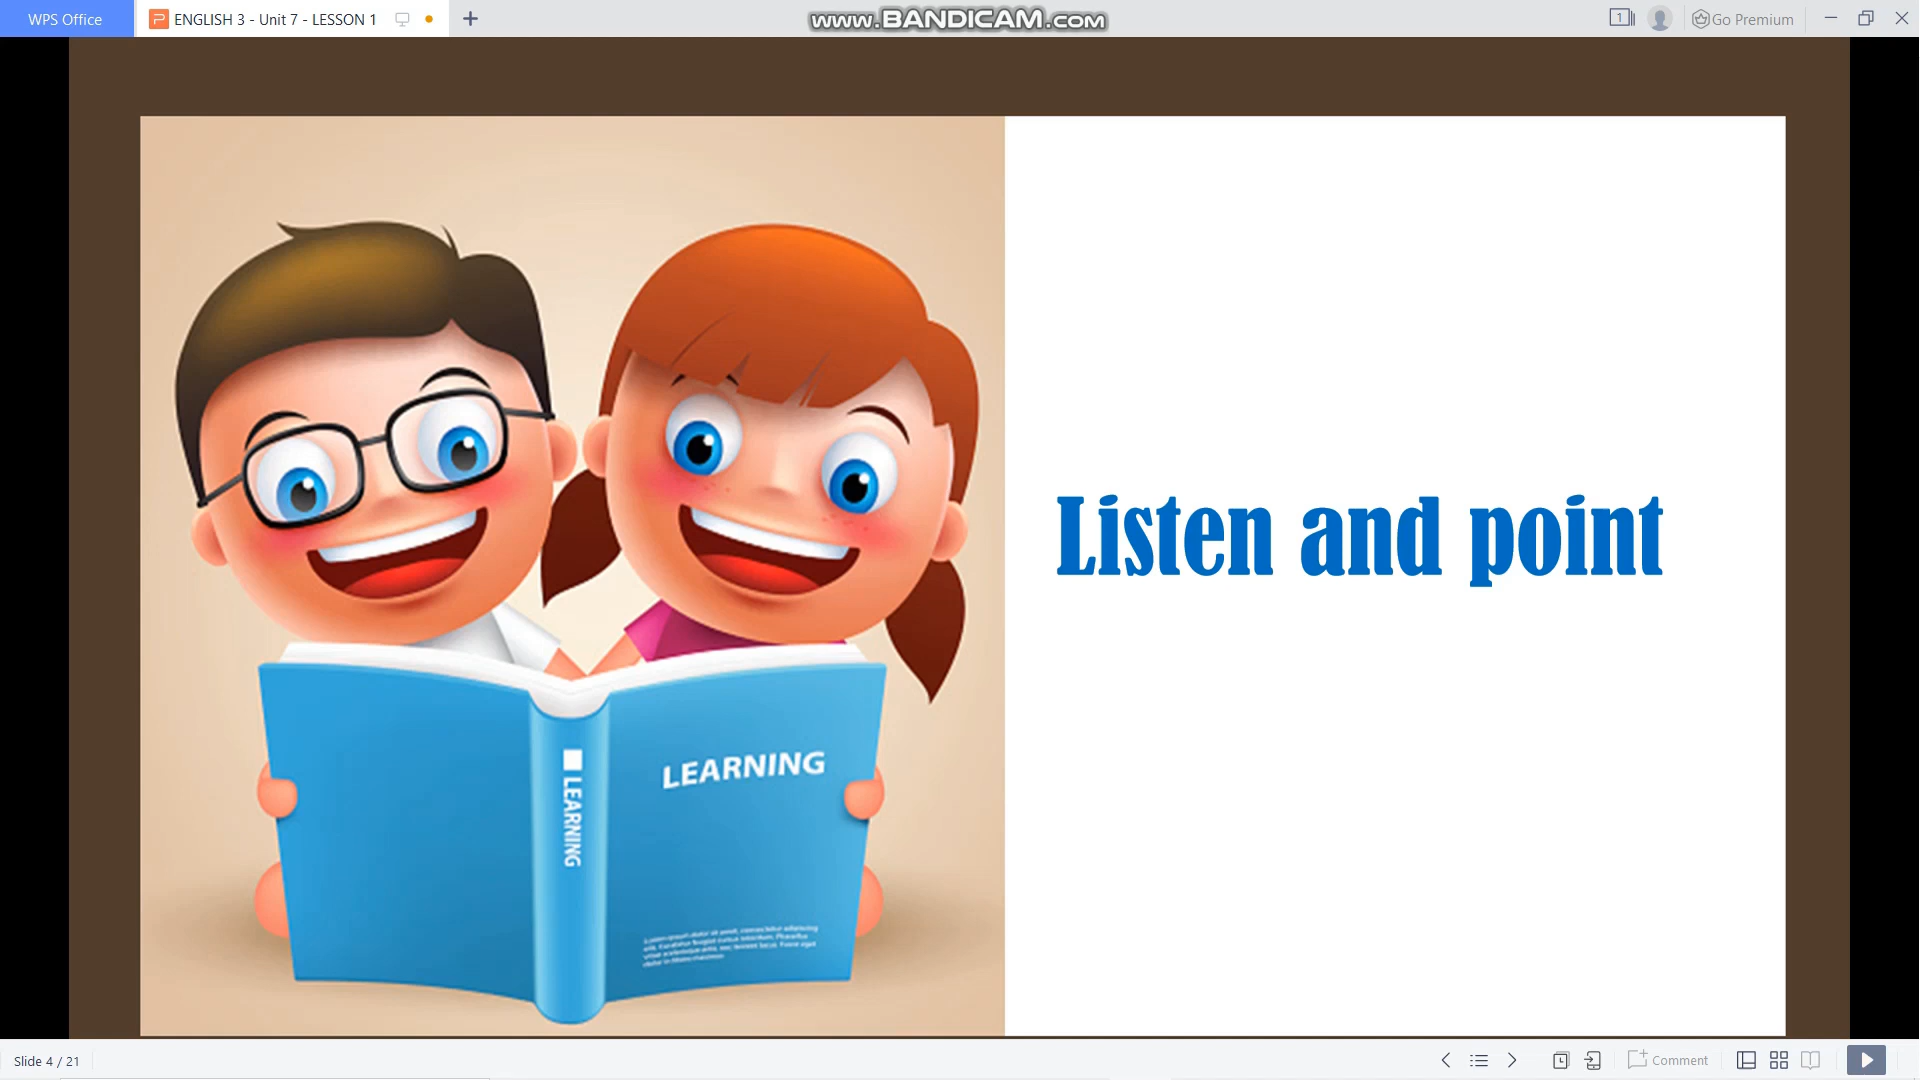 WPS Office
ENGLISH 3 - Unit 7 - LESSON 1
www.BANDICAM.com
1
Go Premium
Listen and point
LEARNING
LEARNING
Slide 4 / 21
Comment